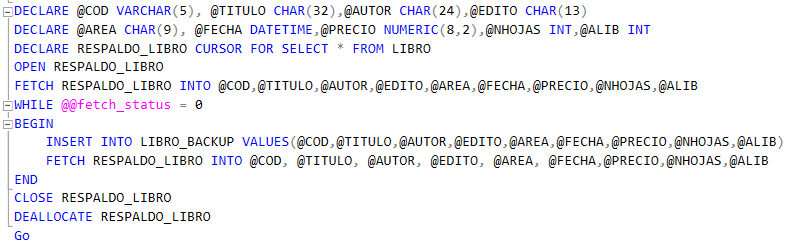 DECLARE @COD VARCHAR(5), @TITULO CHAR(32),@AUTOR CHAR(24),@EDITO CHAR(13)
DECLARE @AREA CHAR(9), @FECHA DATETIME,@PRECIO NUMERIC(8,2),@NHOJAS INT,@ALIB INT
DECLARE RESPALDO_LIBRO CURSOR FOR SELECT * FROM LIBRO
OPEN RESPALDO_LIBRO
FETCH RESPALDO_LIBRO INTO @COD,@TITULO,@AUTOR,@EDITO,@AREA,@FECHA,@PRECIO,@NHOJAS,@ALIB
WHILE @@fetch_status = 0
BEGIN
    INSERT INTO LIBRO_BACKUP VALUES(@COD,@TITULO,@AUTOR,@EDITO,@AREA,@FECHA,@PRECIO,@NHOJAS,@ALIB)
    FETCH RESPALDO_LIBRO INTO @COD, @TITULO, @AUTOR, @EDITO, @AREA, @FECHA,@PRECIO,@NHOJAS,@ALIB
END
CLOSE RESPALDO_LIBRO
DEALLOCATE RESPALDO_LIBRO
Go